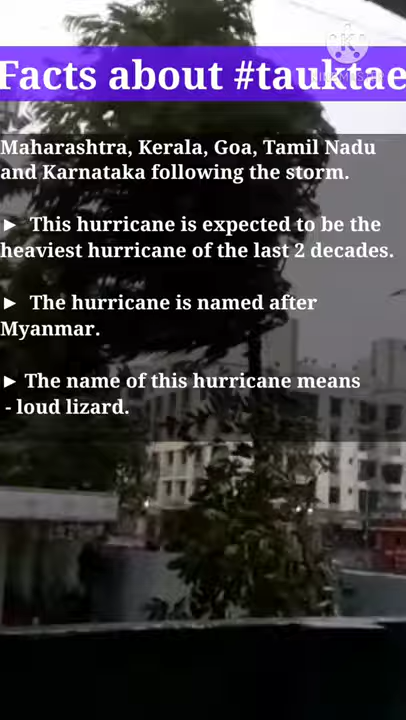 Facts about #tauktae
Maharashtra, Kerala, Goa, Tamil Nadu
and Karnataka following the storm.
► This hurricane is expected to be the
heaviest hurricane of the last 2 decades.
► The hurricane is named after
Myanmar.
► The name of this hurricane means
- loud lizard.